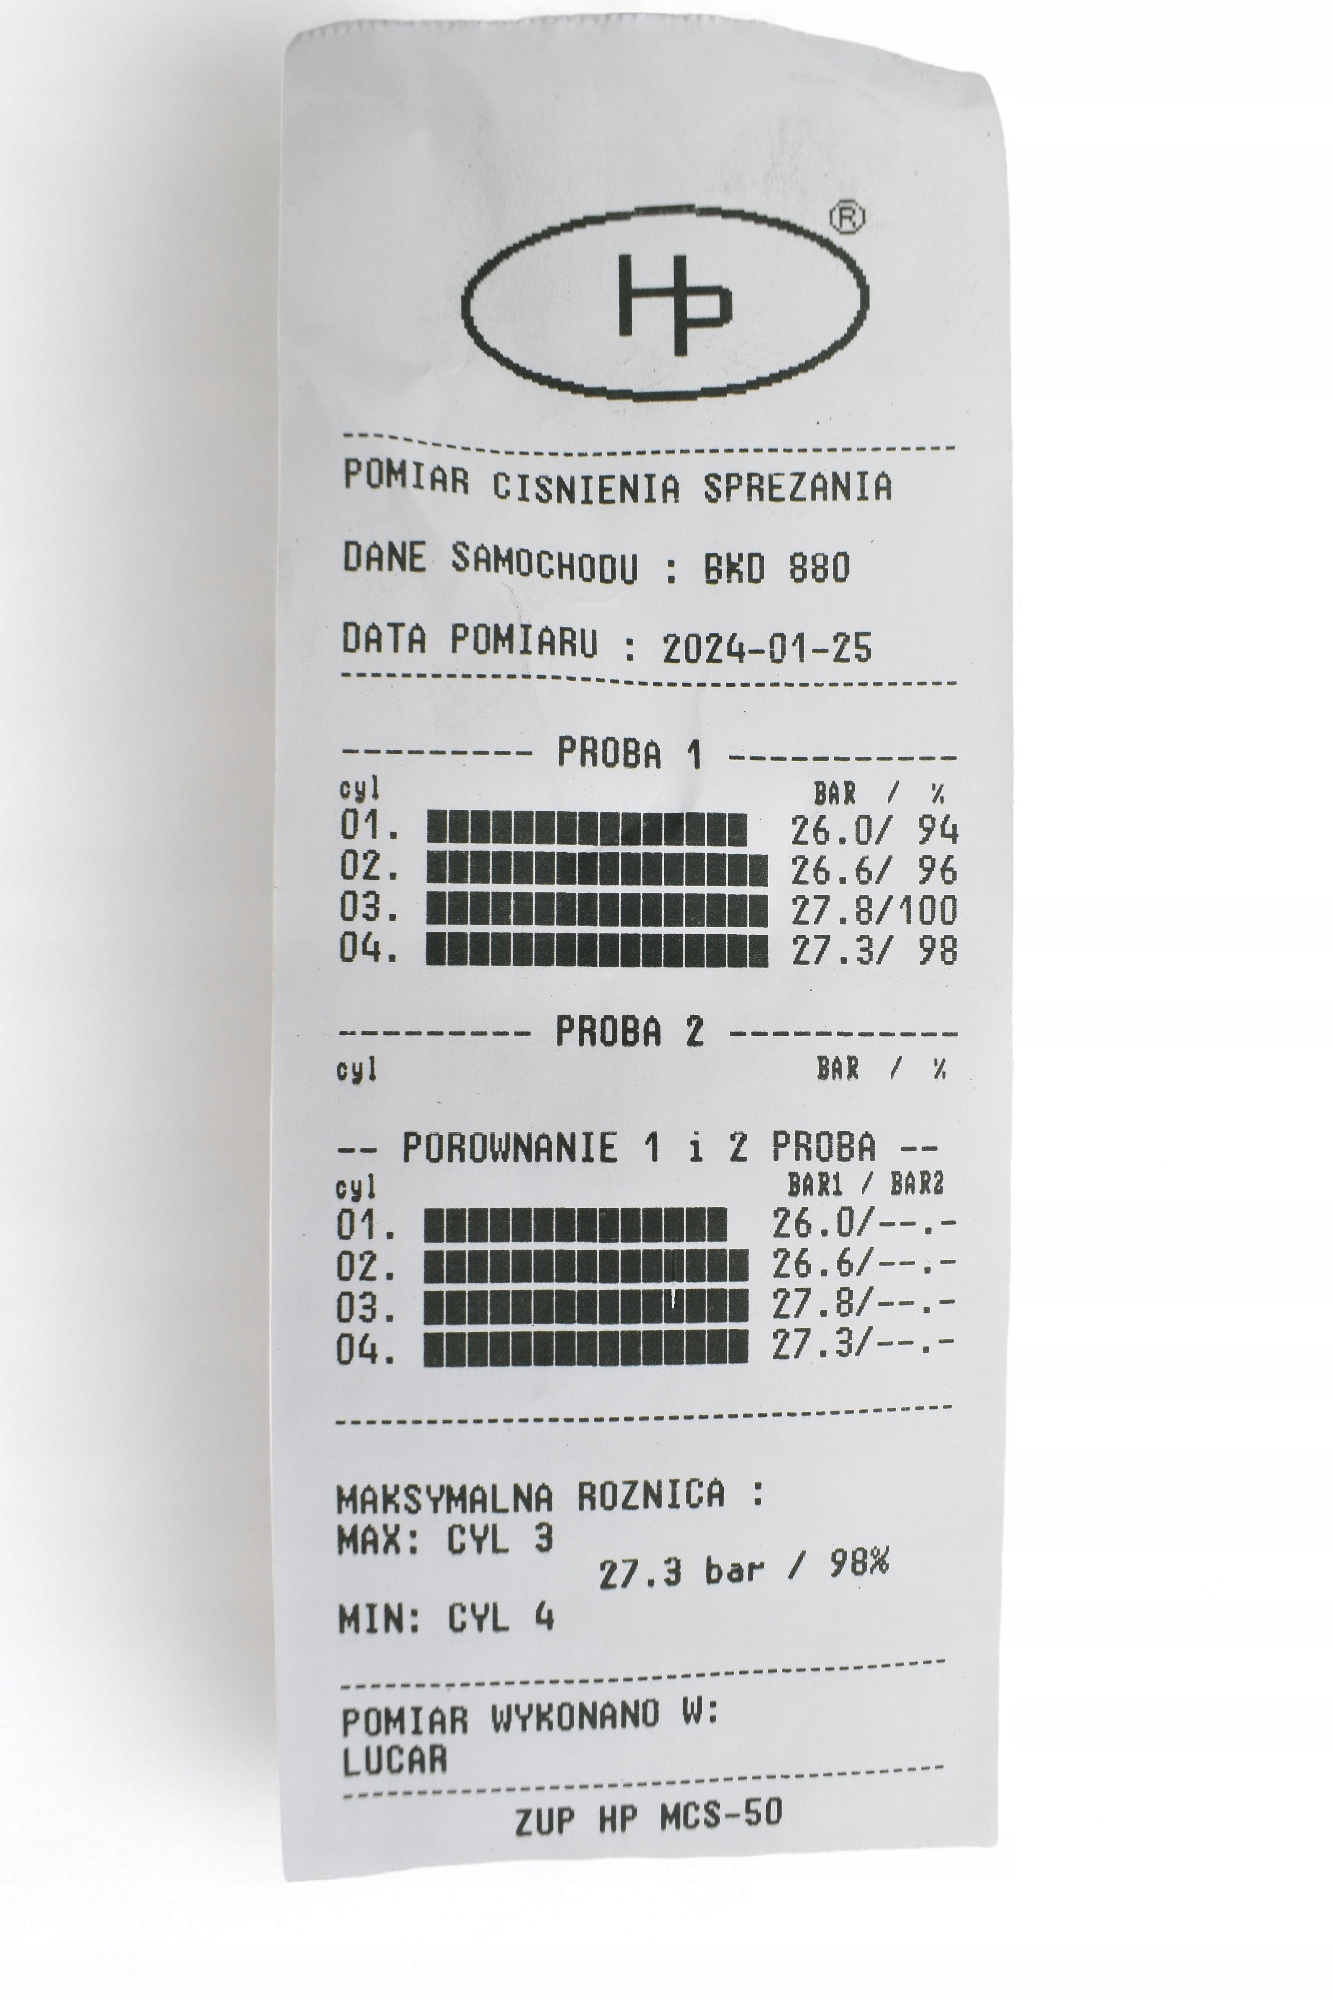 Hp ®
POMIAR CISNIENIA SPREZANIA
DANE SAMOCHODU : BKD 880
DATA POMIARU : 2024-01-25
--------- PROBA 1 -----------
cyl BAR / %
01. 26.0/ 94
02. 26.6/ 96
03. 27.8/100
04. 27.3/ 98
--------- PROBA 2 -----------
cyl BAR / %
-- POROWNANIE 1 i 2 PROBA --
cyl BAR1 / BAR2
01. 26.0/--.-
02. 26.6/--.-
03. 27.8/--.-
04. 27.3/--.-
MAKSYMALNA ROZNICA :
MAX: CYL 3
27.3 bar / 98%
MIN: CYL 4
POMIAR WYKONANO W:
LUCAR
ZUP HP MCS-50